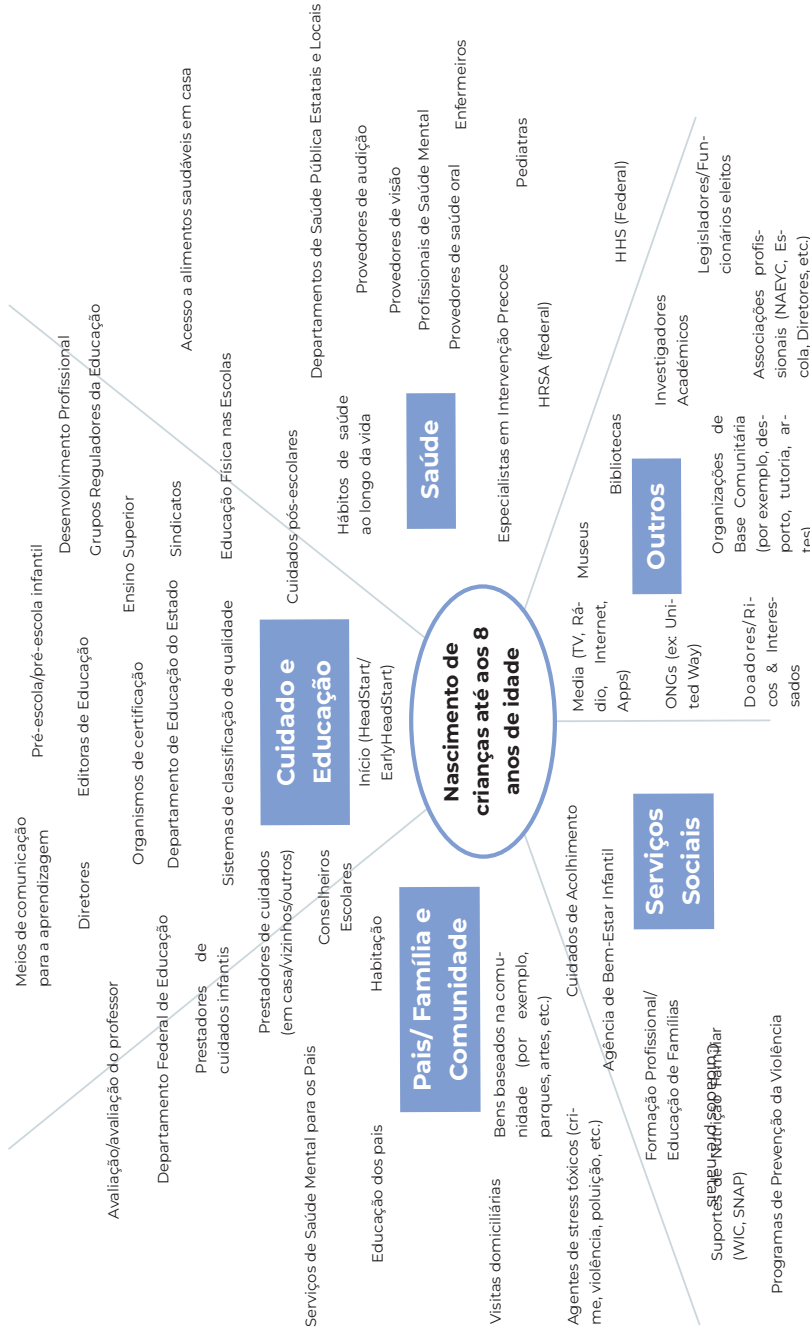 Meios de comunicação
para a aprendizagem
Pré-escola/pré-escola infantil
Desenvolvimento Profissional
Diretores
Editoras de Educação
Grupos Reguladores da Educação
Avaliação/avaliação do professor
Organismos de certificação
Ensino Superior
Departamento Federal de Educação
Departamento de Educação do Estado
Sindicatos
Acesso a alimentos saudáveis em casa
Prestadores de
cuidados infantis
Sistemas de classificação de qualidade
Educação Física nas Escolas
Prestadores de cuidados
(em casa/vizinhos/outros)
Cuidado e
Educação
Cuidados pós-escolares
Serviços de Saúde Mental para os Pais
Conselheiros
Escolares
Departamentos de Saúde Pública Estatais e Locais
Hábitos de saúde
ao longo da vida
Início (HeadStart/
EarlyHeadStart)
Provedores de audição
Educação dos pais
Habitação
Provedores de visão
Pais/ Família e
Comunidade
Saúde
Profissionais de Saúde Mental
Provedores de saúde oral
Enfermeiros
Nascimento de
crianças até aos 8
anos de idade
Visitas domiciliárias
Bens baseados na comu-
nidade (por exemplo,
parques, artes, etc.)
Especialistas em Intervenção Precoce
Pediatras
HRSA (federal)
Agentes de stress tóxicos (cri-
me, violência, poluição, etc.)
Cuidados de Acolhimento
Agência de Bem-Estar Infantil
Media (TV, Rá-
dio, Internet,
Apps)
Museus
Bibliotecas
HHS (Federal)
Formação Profissional/
Educação de Famílias
Serviços
Sociais
ONGs (ex: Uni-
ted Way)
Outros
Investigadores
Académicos
Legisladores/Fun-
cionários eleitos
Cuidados pré-natais
Suportes de Nutrição Familiar
(WIC, SNAP)
Programas de Prevenção da Violência
Doadores/Ri-
cos & Interes-
sados
Organizações de
Base Comunitária
(por exemplo, des-
porto, tutoria, ar-
tes)
Associações profis-
sionais (NAEYC, Es-
cola, Diretores, etc.)